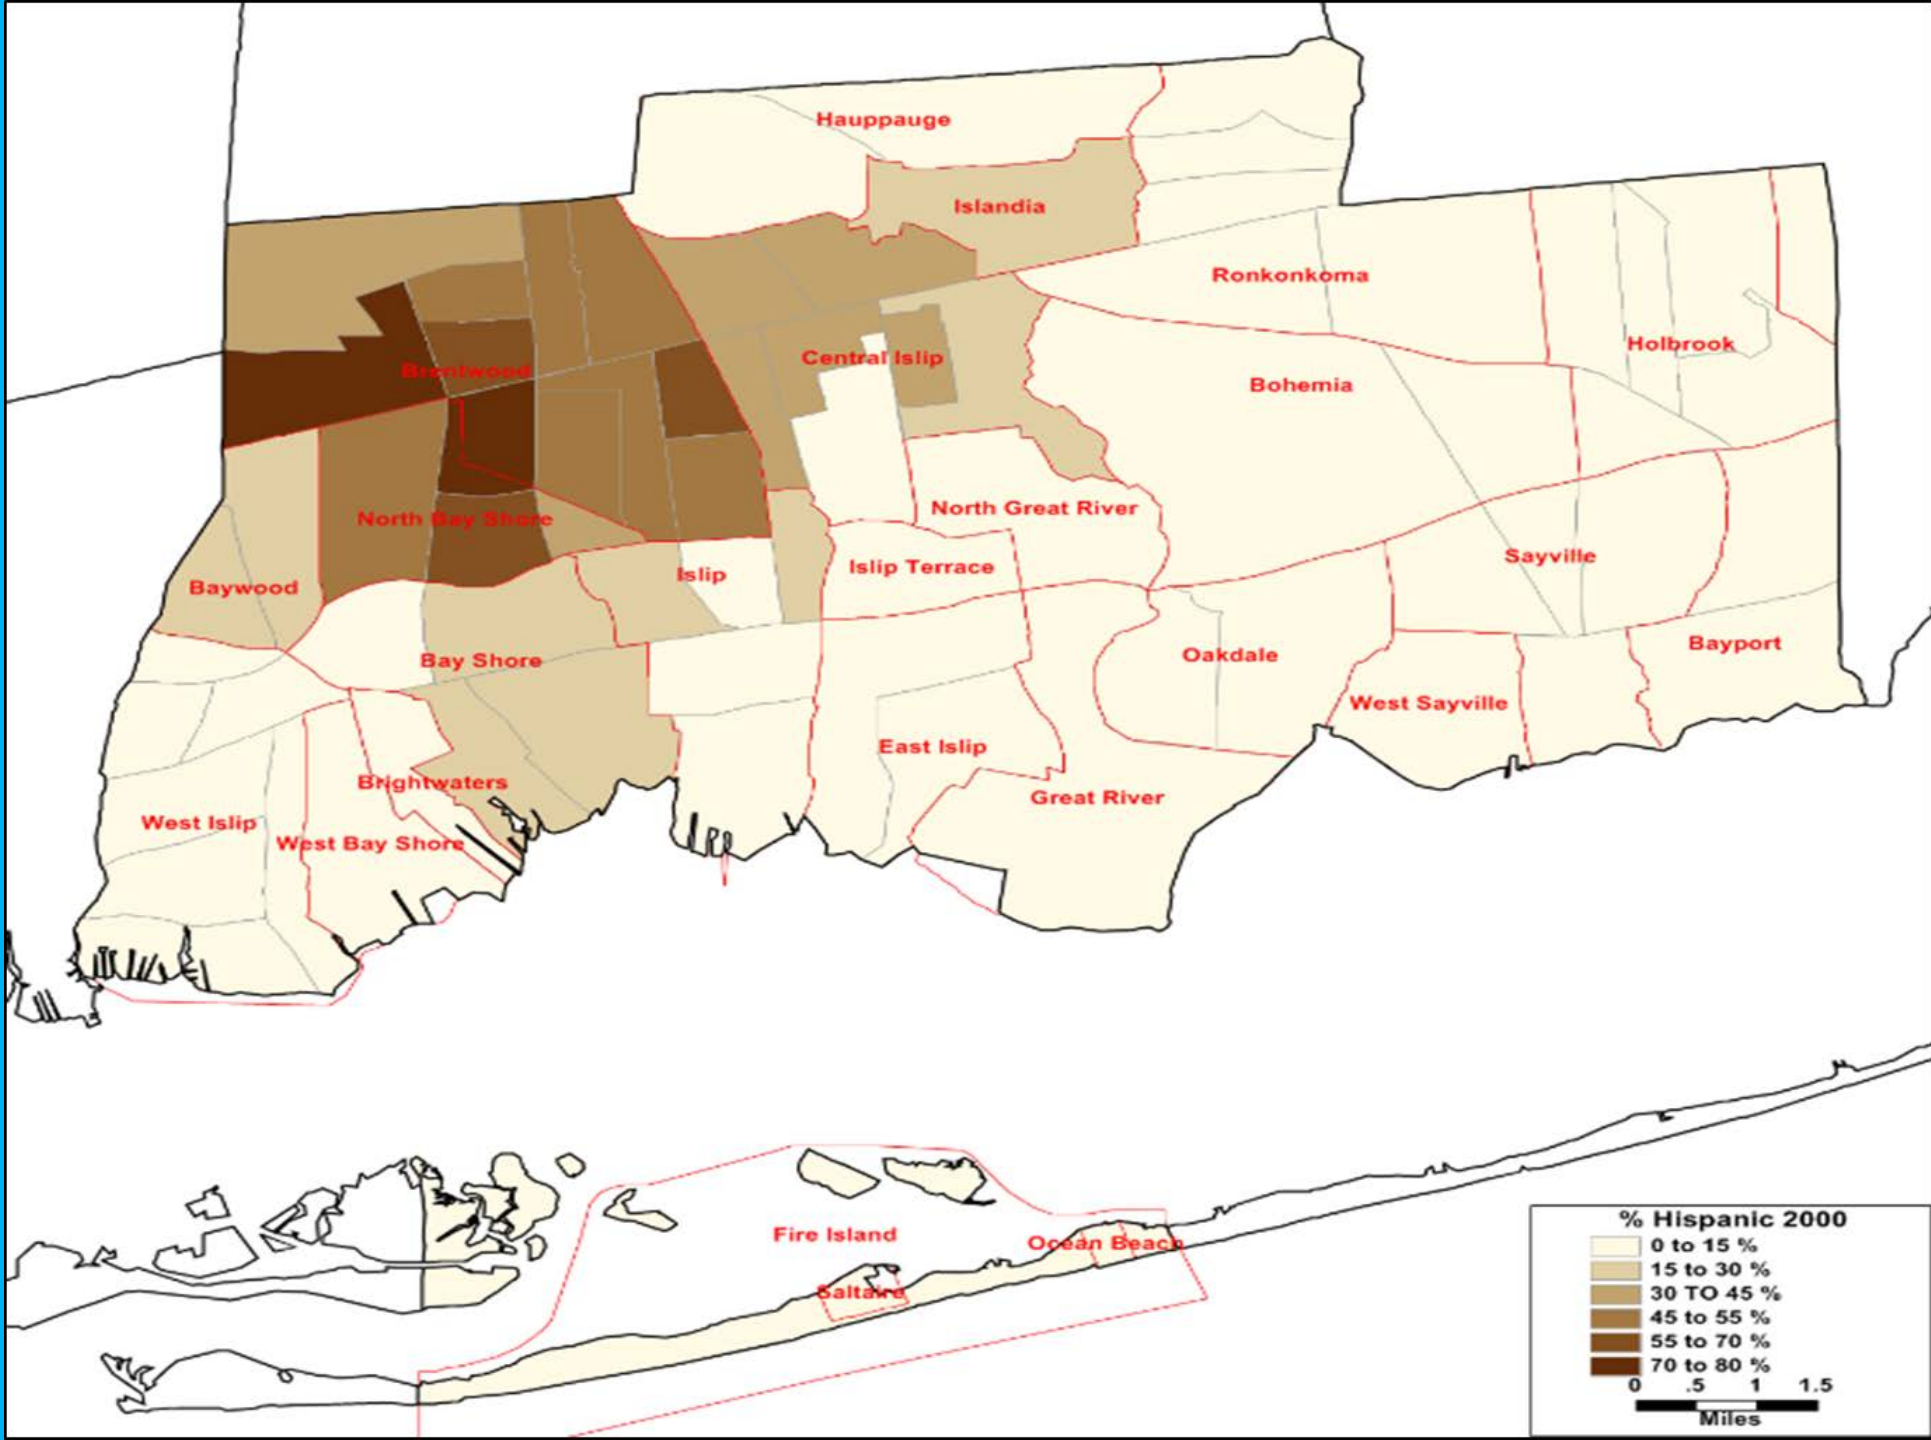 Hauppauge
Islandia
Ronkonkoma
Holbrook
Central Islip
Brentwood
Bohemia
North Great River
North Bay Shore
Sayville
Islip Terrace
Islip
Baywood
Bayport
Oakdale
Bay Shore
West Sayville
East Islip
Brightwaters
Great River
West Islip
West Bay Shore
Fire Island
Ocean Beach
Saltaire
% Hispanic 2000
0 to 15 %
15 to 30 %
30 TO 45 %
45 to 55 %
55 to 70 %
70 to 80 %
0 .5 1 1.5
Miles